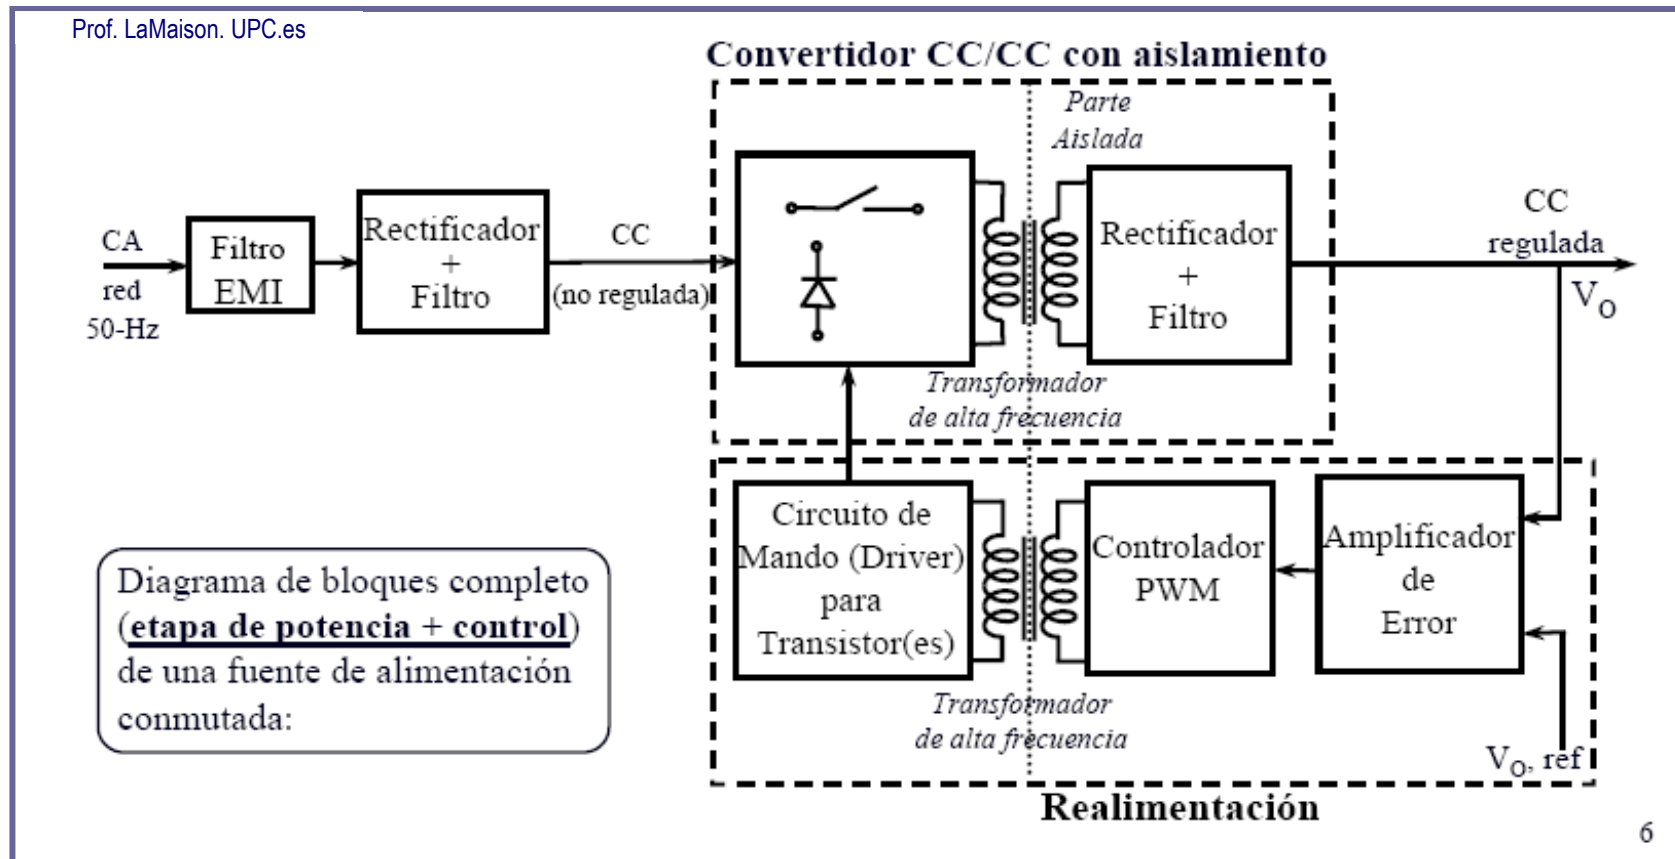 Prof. LaMaison. UPC.es
Convertidor CC/CC con aislamiento
Parte
Aislada
CA
red
50-Hz
Filtro
EMI
Rectificador
+
Filtro
CC
(no regulada)
Transformador
de alta frecuencia
Rectificador
+
Filtro
CC
regulada
VO
Circuito de
Mando (Driver)
para
Transistor(es)
Transformador
de alta frecuencia
Controlador
PWM
Amplificador
de
Error
VO, ref
Realimentación
Diagrama de bloques completo
(etapa de potencia + control)
de una fuente de alimentación
conmutada:
6